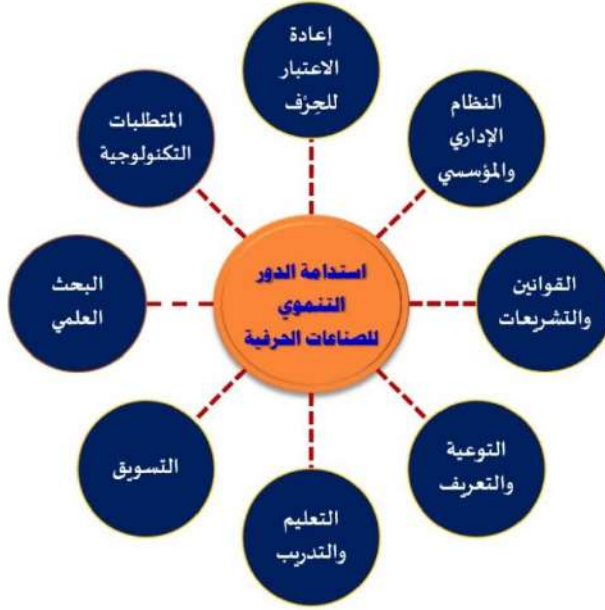 إعادة
الاعتبار
للحِرَف
النظام
الإداري
والمؤسسي
القوانين
والتشريعات
التوعية
والتعريف
التعليم
والتدريب
التسويق
البحث
العلمي
المتطلبات
التكنولوجية
استدامة الدور
التنموي
للصناعات الحرفية